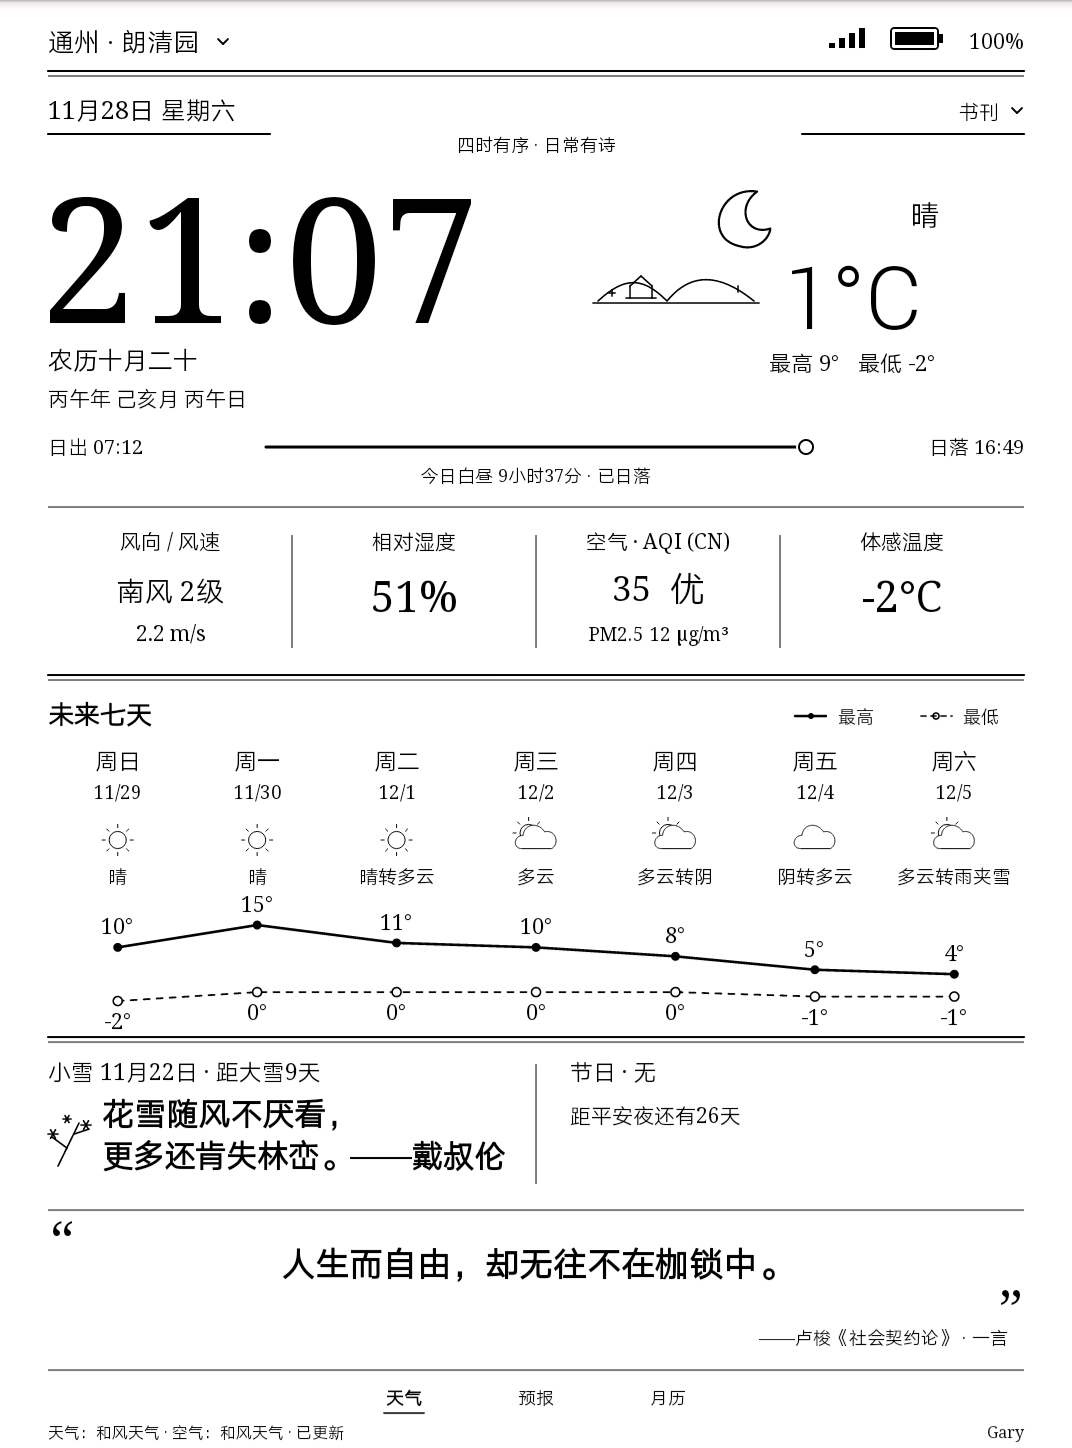 通州 · 朗清园
100%
11月28日 星期六
书刊
四时有序 · 日常有诗
21:07
晴
1°C
最高 9° 最低 -2°
农历十月二十
丙午年 己亥月 丙午日
日出 07:12
日落 16:49
今日白昼 9小时37分 · 已日落
风向 / 风速
相对湿度
空气 · AQI (CN)
体感温度
南风 2级
51%
35 优
-2°C
2.2 m/s
PM2.5 12 μg/m³
未来七天
最高 最低
周日 周一 周二 周三 周四 周五 周六
11/29 11/30 12/1 12/2 12/3 12/4 12/5
晴 晴 晴转多云 多云 多云转阴 阴转多云 多云转雨夹雪
10° 15° 11° 10° 8° 5° 4°
-2° 0° 0° 0° 0° -1° -1°
小雪 11月22日 · 距大雪9天
花雪随风不厌看，
更多还肯失林峦。——戴叔伦
节日 · 无
距平安夜还有26天
“
人生而自由，却无往不在枷锁中。
”
——卢梭《社会契约论》 · 一言
天气 预报 月历
天气：和风天气 · 空气：和风天气 · 已更新
Gary